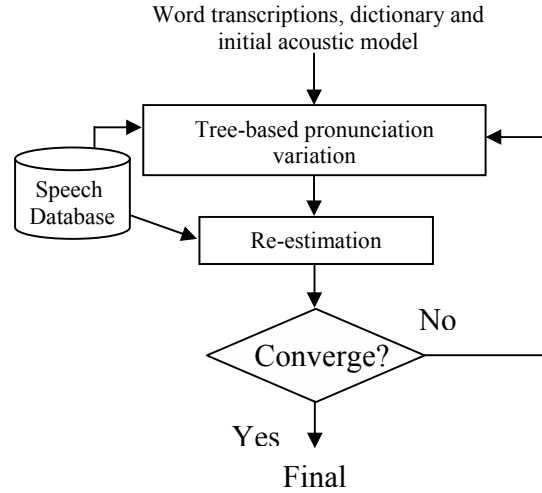 Word transcriptions, dictionary and
initial acoustic model
Tree-based pronunciation
variation
Speech
Database
Re-estimation
No
Converge?
Yes
Final